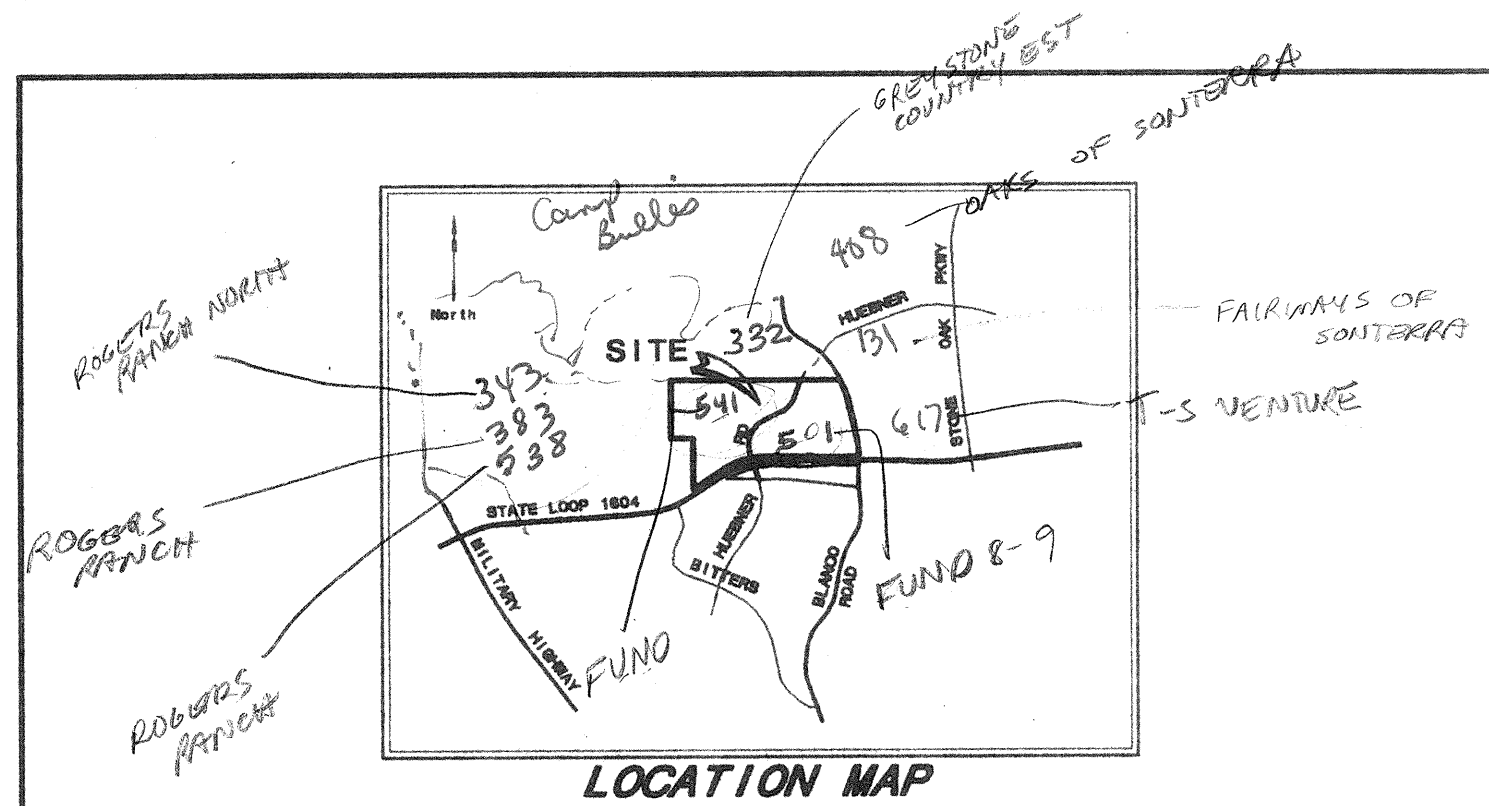 GREYSTONE
COUNTRY EST
OAKS OF SONTERRA
Camp
Bullis
408
ROGERS
RANCH NORTH
North
PKWY
HUEBNER
FAIRWAYS OF
SONTERRA
332
131
OAK
SITE
343
541
383
RD
501
617
STONE
T-S VENTURE
538
STATE LOOP 1604
ROGERS
RANCH
HUEBNER
BITTERS
MILITARY
HIGHWAY
BLANCO
ROAD
FUND 8-9
FUND
ROGERS
RANCH
LOCATION MAP